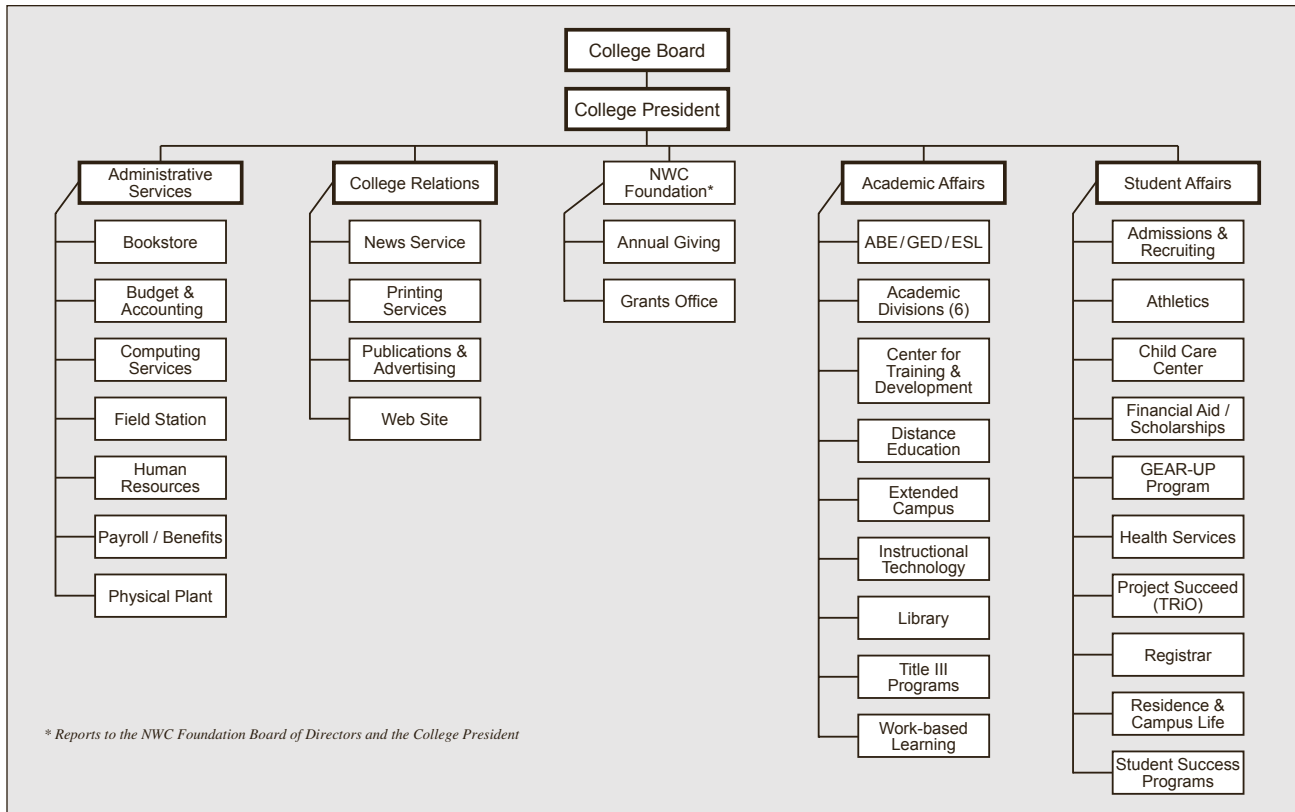 College Board
College President
Administrative
Services
Bookstore
Budget &
Accounting
Computing
Services
Field Station
Human
Resources
Payroll / Benefits
Physical Plant
College Relations
News Service
Printing
Services
Publications &
Advertising
Web Site
NWC
Foundation*
Annual Giving
Grants Office
Academic Affairs
ABE / GED / ESL
Academic
Divisions (6)
Center for
Training &
Development
Distance
Education
Extended
Campus
Instructional
Technology
Library
Title III
Programs
Work-based
Learning
Student Affairs
Admissions &
Recruiting
Athletics
Child Care
Center
Financial Aid /
Scholarships
GEAR-UP
Program
Health Services
Project Succeed
(TRiO)
Registrar
Residence &
Campus Life
Student Success
Programs
* Reports to the NWC Foundation Board of Directors and the College President